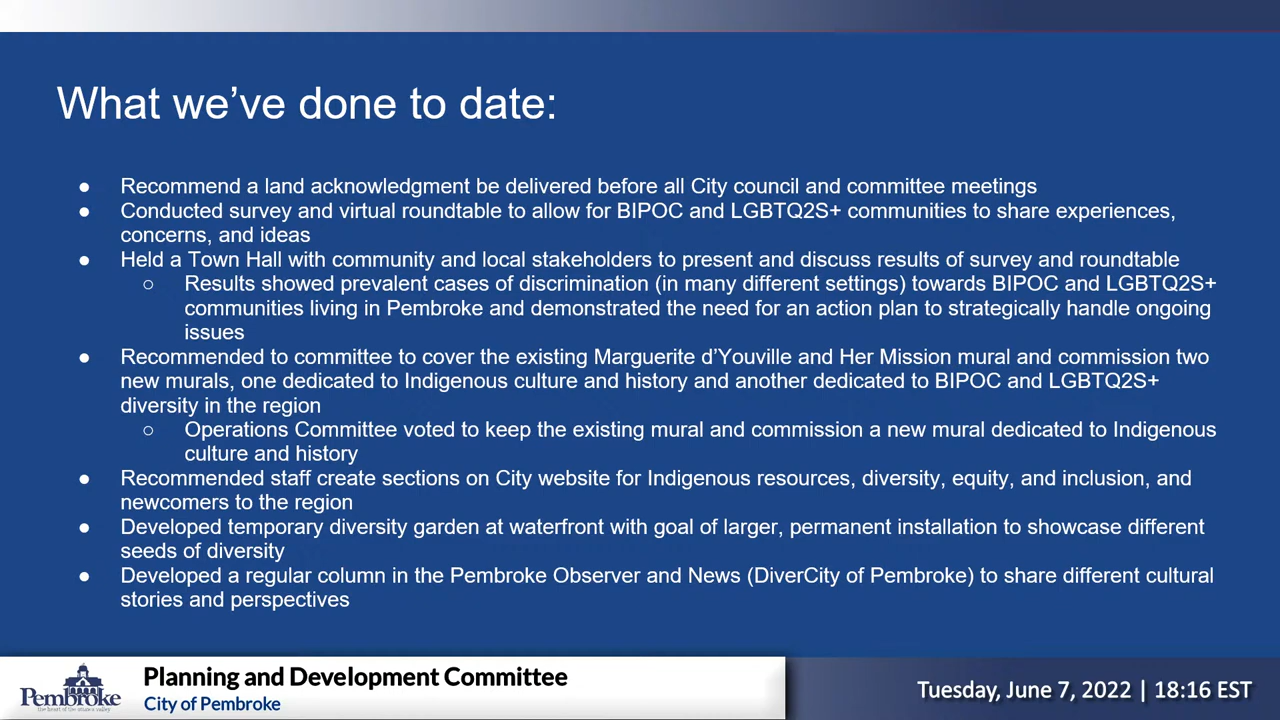 What we’ve done to date:
● Recommend a land acknowledgment be delivered before all City council and committee meetings
● Conducted survey and virtual roundtable to allow for BIPOC and LGBTQ2S+ communities to share experiences,
concerns, and ideas
● Held a Town Hall with community and local stakeholders to present and discuss results of survey and roundtable
○ Results showed prevalent cases of discrimination (in many different settings) towards BIPOC and LGBTQ2S+
communities living in Pembroke and demonstrated the need for an action plan to strategically handle ongoing
issues
● Recommended to committee to cover the existing Marguerite d’Youville and Her Mission mural and commission two
new murals, one dedicated to Indigenous culture and history and another dedicated to BIPOC and LGBTQ2S+
diversity in the region
○ Operations Committee voted to keep the existing mural and commission a new mural dedicated to Indigenous
culture and history
● Recommended staff create sections on City website for Indigenous resources, diversity, equity, and inclusion, and
newcomers to the region
● Developed temporary diversity garden at waterfront with goal of larger, permanent installation to showcase different
seeds of diversity
● Developed a regular column in the Pembroke Observer and News (DiverCity of Pembroke) to share different cultural
stories and perspectives
Pembroke
the heart of the ottawa valley
Planning and Development Committee
City of Pembroke
Tuesday, June 7, 2022 | 18:16 EST